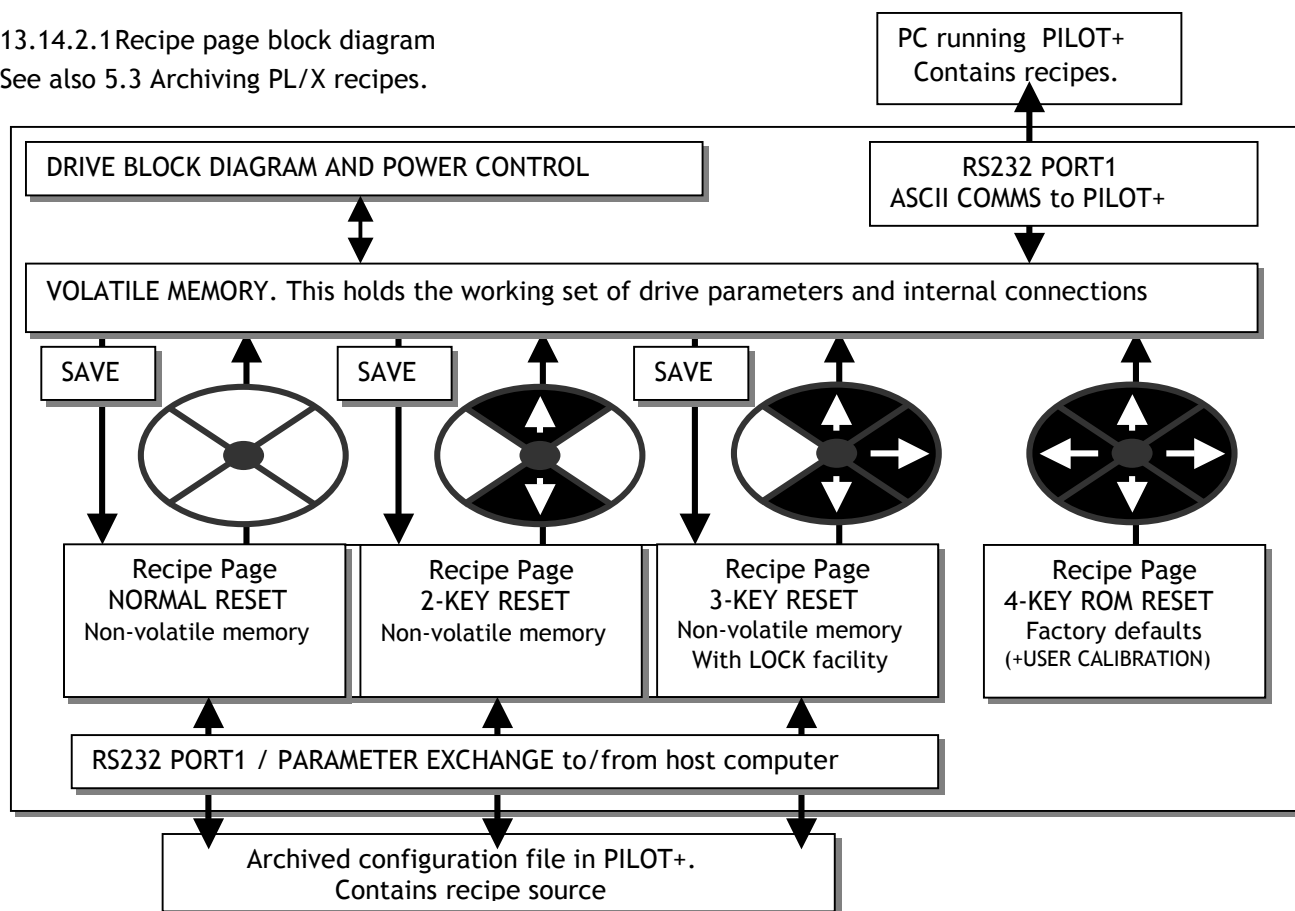 13.14.2.1Recipe page block diagram
See also 5.3 Archiving PL/X recipes.
PC running PILOT+
Contains recipes.
DRIVE BLOCK DIAGRAM AND POWER CONTROL
RS232 PORT1
ASCII COMMS to PILOT+
VOLATILE MEMORY. This holds the working set of drive parameters and internal connections
SAVE
SAVE
SAVE
Recipe Page
NORMAL RESET
Non-volatile memory
Recipe Page
2-KEY RESET
Non-volatile memory
Recipe Page
3-KEY RESET
Non-volatile memory
With LOCK facility
Recipe Page
4-KEY ROM RESET
Factory defaults
(+USER CALIBRATION)
RS232 PORT1 / PARAMETER EXCHANGE to/from host computer
Archived configuration file in PILOT+.
Contains recipe source